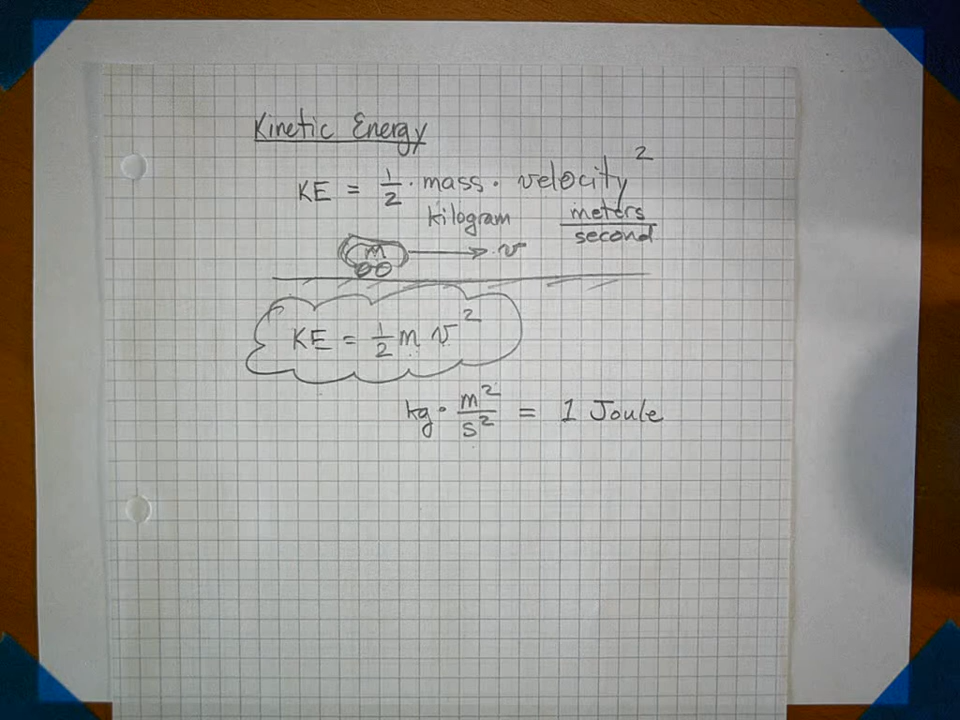 Kinetic Energy
KE = 1/2 · mass · velocity²
kilogram meters/second
m → v
KE = 1/2 m v²
kg · m²/s² = 1 Joule